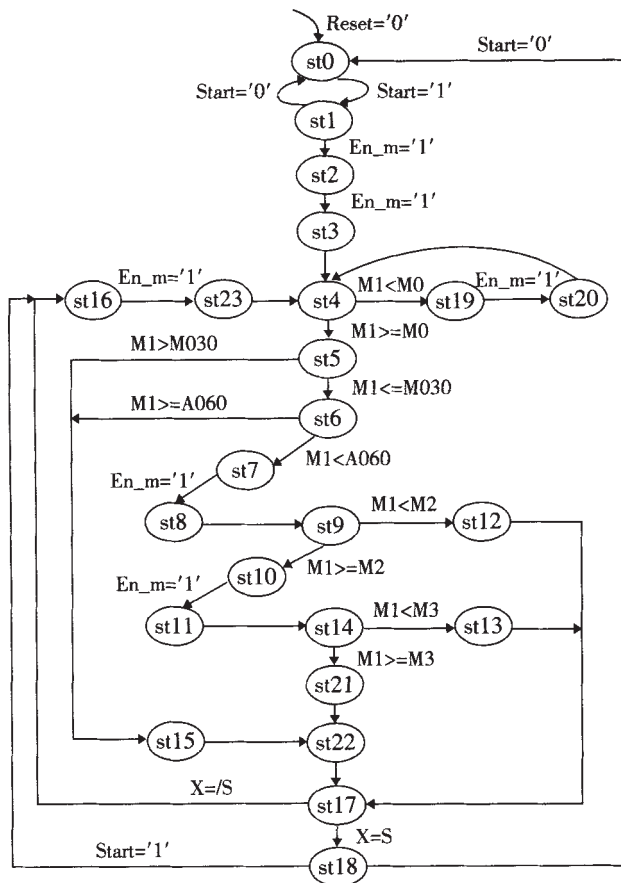 Reset='0'
st0
Start='0'
Start='0'
Start='1'
st1
En_m='1'
st2
En_m='1'
st3
st16
En_m='1'
st23
st4
M1<M0
st19
En_m='1'
st20
M1>=M0
M1>M030
st5
M1<=M030
M1>=A060
st6
M1<A060
st7
En_m='1'
st8
st9
M1<M2
st12
M1>=M2
st10
En_m='1'
st11
st14
M1<M3
st13
M1>=M3
st21
st15
st22
X=/S
st17
X=S
Start='1'
st18